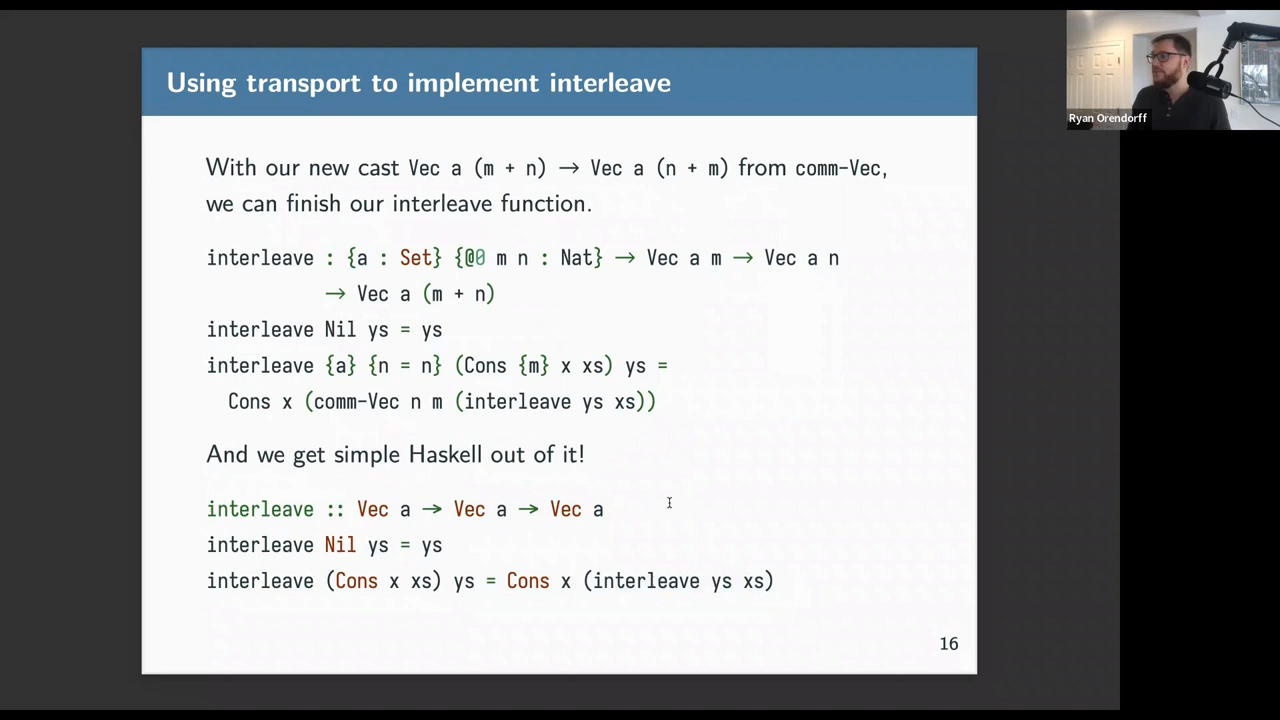 Using transport to implement interleave
Ryan Orendorff
With our new cast Vec a (m + n) → Vec a (n + m) from comm-Vec,
we can finish our interleave function.
interleave : {a : Set} {@0 m n : Nat} → Vec a m → Vec a n
→ Vec a (m + n)
interleave Nil ys = ys
interleave {a} {n = n} (Cons {m} x xs) ys =
Cons x (comm-Vec n m (interleave ys xs))
And we get simple Haskell out of it!
interleave :: Vec a → Vec a → Vec a
interleave Nil ys = ys
interleave (Cons x xs) ys = Cons x (interleave ys xs)
16